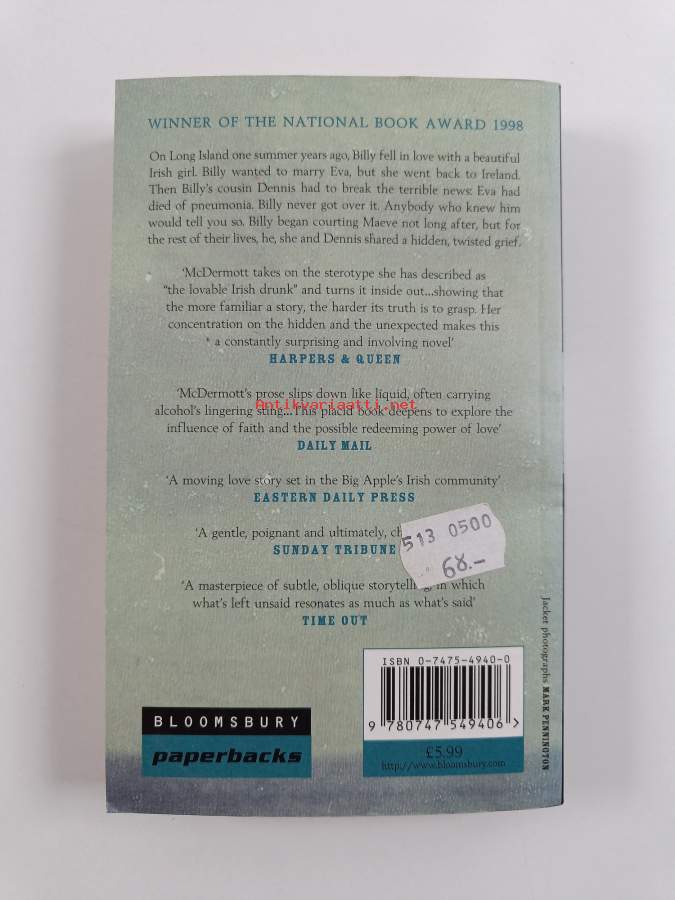 WINNER OF THE NATIONAL BOOK AWARD 1998
On Long Island one summer years ago, Billy fell in love with a beautiful
Irish girl. Billy wanted to marry Eva, but she went back to Ireland.
Then Billy's cousin Dennis had to break the terrible news: Eva had
died of pneumonia. Billy never got over it. Anybody who knew him
would tell you so. Billy began courting Maeve not long after, but for
the rest of their lives, he, she and Dennis shared a hidden, twisted grief.
'McDermott takes on the sterotype she has described as
"the lovable Irish drunk" and turns it inside out...showing that
the more familiar a story, the harder its truth is to grasp. Her
concentration on the hidden and the unexpected makes this
a constantly surprising and involving novel'
HARPERS & QUEEN
'McDermott's prose slips down like liquid, often carrying
alcohol's lingering sting...This placid book deepens to explore the
Antikvariaatti.net
influence of faith and the possible redeeming power of love'
DAILY MAIL
'A moving love story set in the Big Apple's Irish community'
EASTERN DAILY PRESS
'A gentle, poignant and ultimately,
513 0500
68.-
SUNDAY TRIBUNE
'A masterpiece of subtle, oblique in which
what's left unsaid resonates as much as what's said'
TIME OUT
Jacket photographs MARK PENNINGTON
ISBN 0-7475-4940-0
9 780747 549406 >
£5.99
http://www.bloomsbury.com
BLOOMSBURY
paperbacks